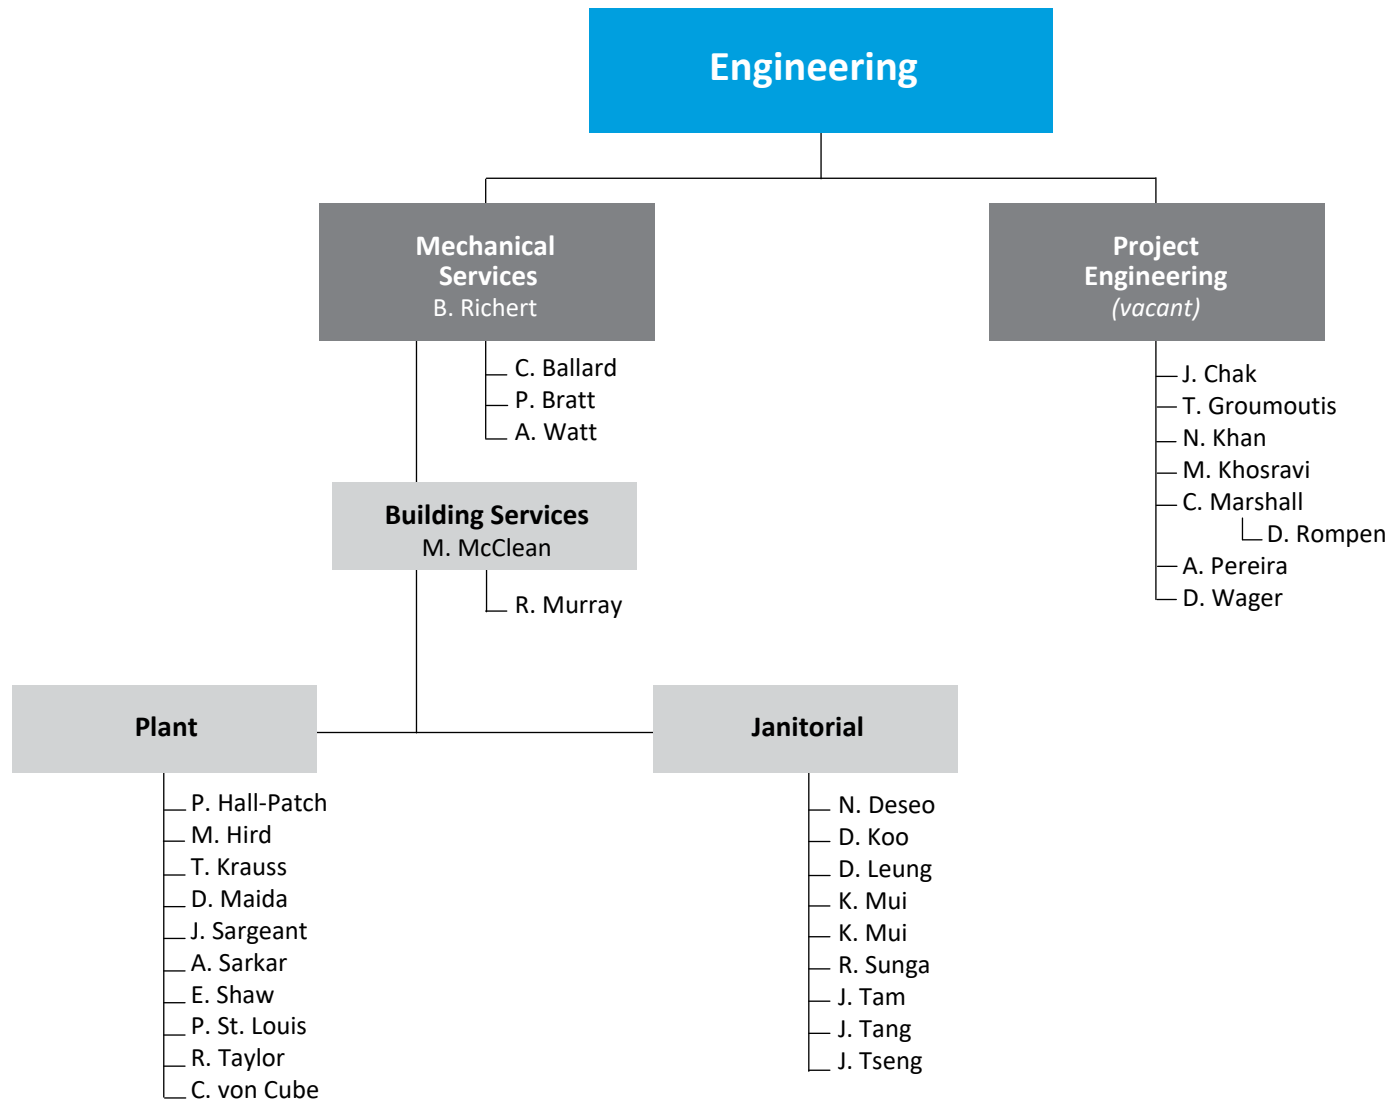 Engineering
Mechanical
Services
B. Richert
C. Ballard
P. Bratt
A. Watt
Building Services
M. McClean
R. Murray
Plant
P. Hall-Patch
M. Hird
T. Krauss
D. Maida
J. Sargeant
A. Sarkar
E. Shaw
P. St. Louis
R. Taylor
C. von Cube
Janitorial
N. Deseo
D. Koo
D. Leung
K. Mui
K. Mui
R. Sunga
J. Tam
J. Tang
J. Tseng
Project
Engineering
(vacant)
J. Chak
T. Groumoutis
N. Khan
M. Khosravi
C. Marshall
D. Rompen
A. Pereira
D. Wager